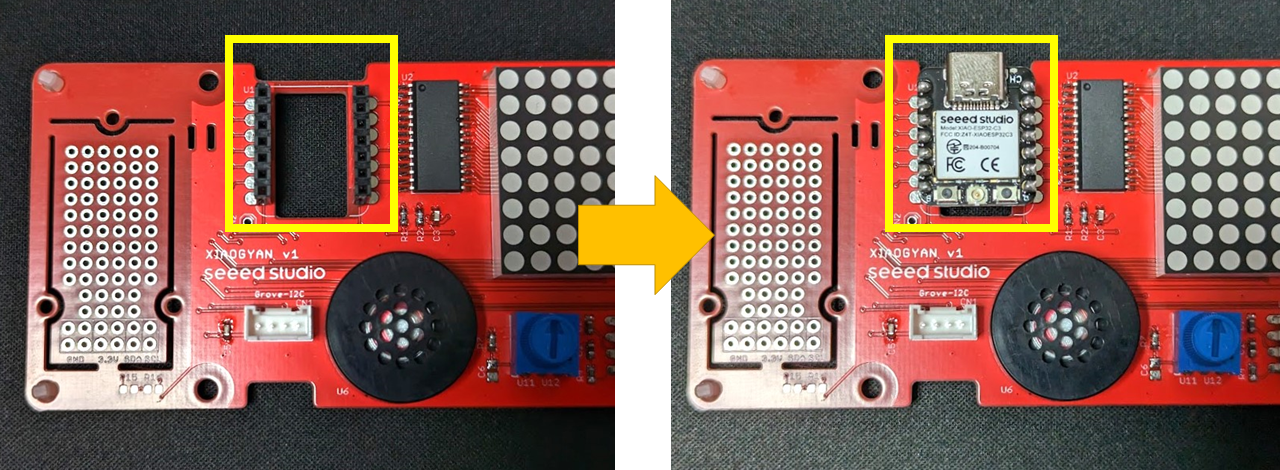 U1
U2
R1
R2
C3
XIAOGYAN v1
seeed studio
Grove-I2C
CN1
GND 3.3V SDA SCL
U6
C6
U11 U12
CH
U2
seeed studio
Model:XIAO-ESP32-C3
FCC ID:Z4T-XIAOESP32C3
204-B00704
FC CE
B
R
R1
R2
C3
XIAOGYAN v1
seeed studio
Grove-I2C
CN1
GND 3.3V SDA SCL
U6
C6
U11 U12